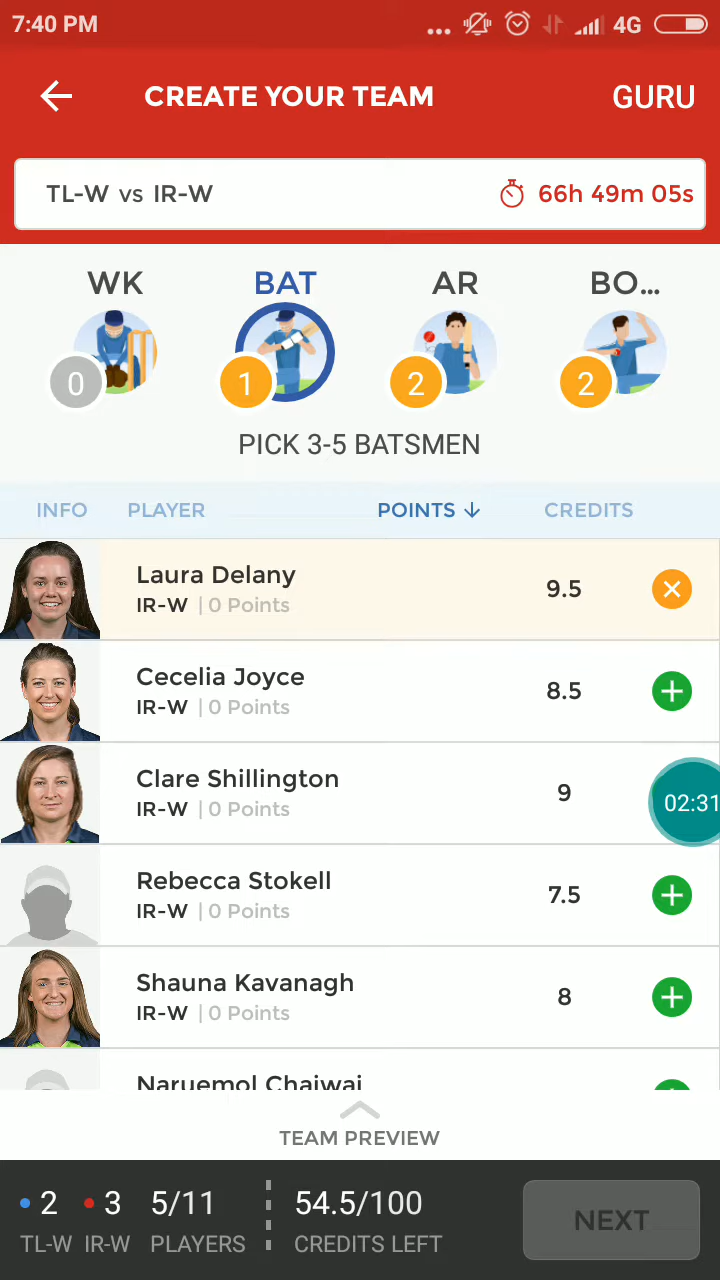 7:40 PM ... 4G
CREATE YOUR TEAM GURU
TL-W vs IR-W 66h 49m 05s
WK BAT AR BO...
0 1 2 2
PICK 3-5 BATSMEN
INFO PLAYER POINTS CREDITS
Laura Delany
IR-W | 0 Points 9.5
Cecelia Joyce
IR-W | 0 Points 8.5
Clare Shillington
IR-W | 0 Points 9 02:31
Rebecca Stokell
IR-W | 0 Points 7.5
Shauna Kavanagh
IR-W | 0 Points 8
Naruemol Chaiwai
TEAM PREVIEW
2 3 5/11 54.5/100 NEXT
TL-W IR-W PLAYERS CREDITS LEFT